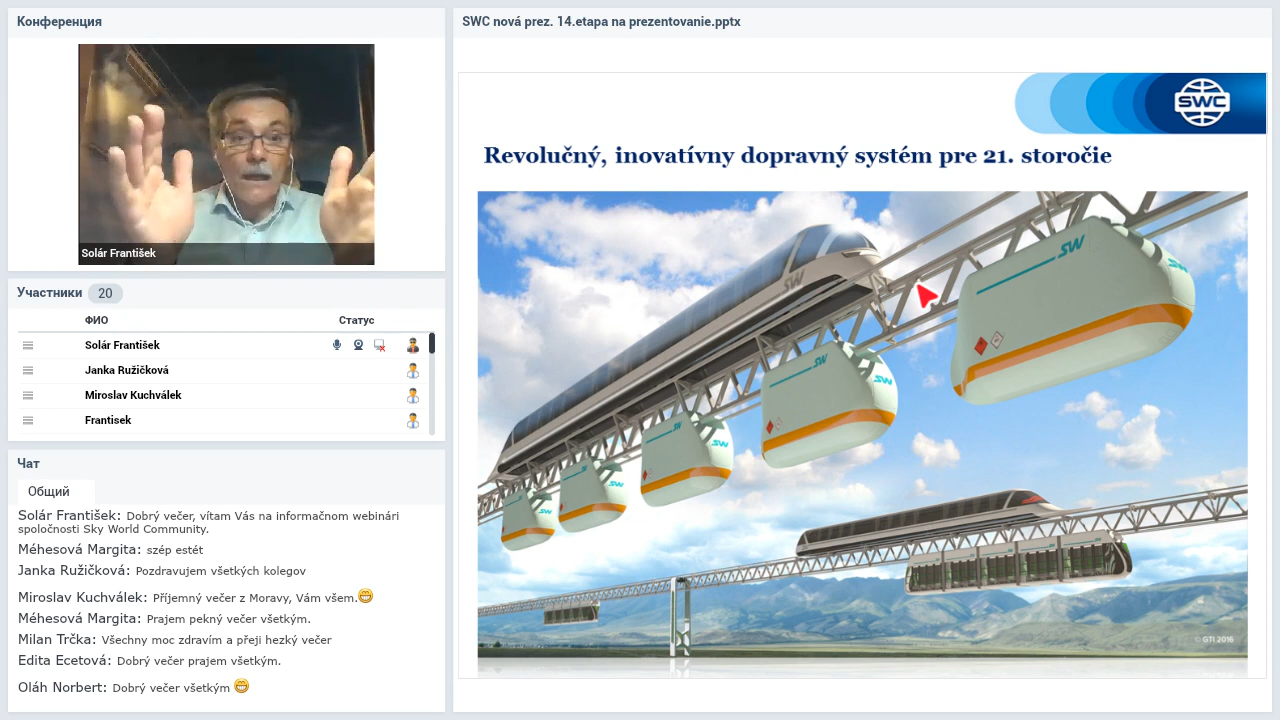 Конференция
Solár František
Участники 20
ФИО Статус
Solár František
Janka Ružičková
Miroslav Kuchválek
Frantisek
Чат
Общий
Solár František: Dobrý večer, vítam Vás na informačnom webinári
spoločnosti Sky World Community.
Méhesová Margita: szép estét
Janka Ružičková: Pozdravujem všetkých kolegov
Miroslav Kuchválek: Příjemný večer z Moravy, Vám všem.
Méhesová Margita: Prajem pekný večer všetkým.
Milan Trčka: Všechny moc zdravím a přeji hezký večer
Edita Ecetová: Dobrý večer prajem všetkým.
Oláh Norbert: Dobrý večer všetkým
SWC nová prez. 14.etapa na prezentovanie.pptx
SWC
Revolučný, inovatívny dopravný systém pre 21. storočie
SW
SW
SW
SW
SW
SW
SW
SW
SW
© GTI 2016